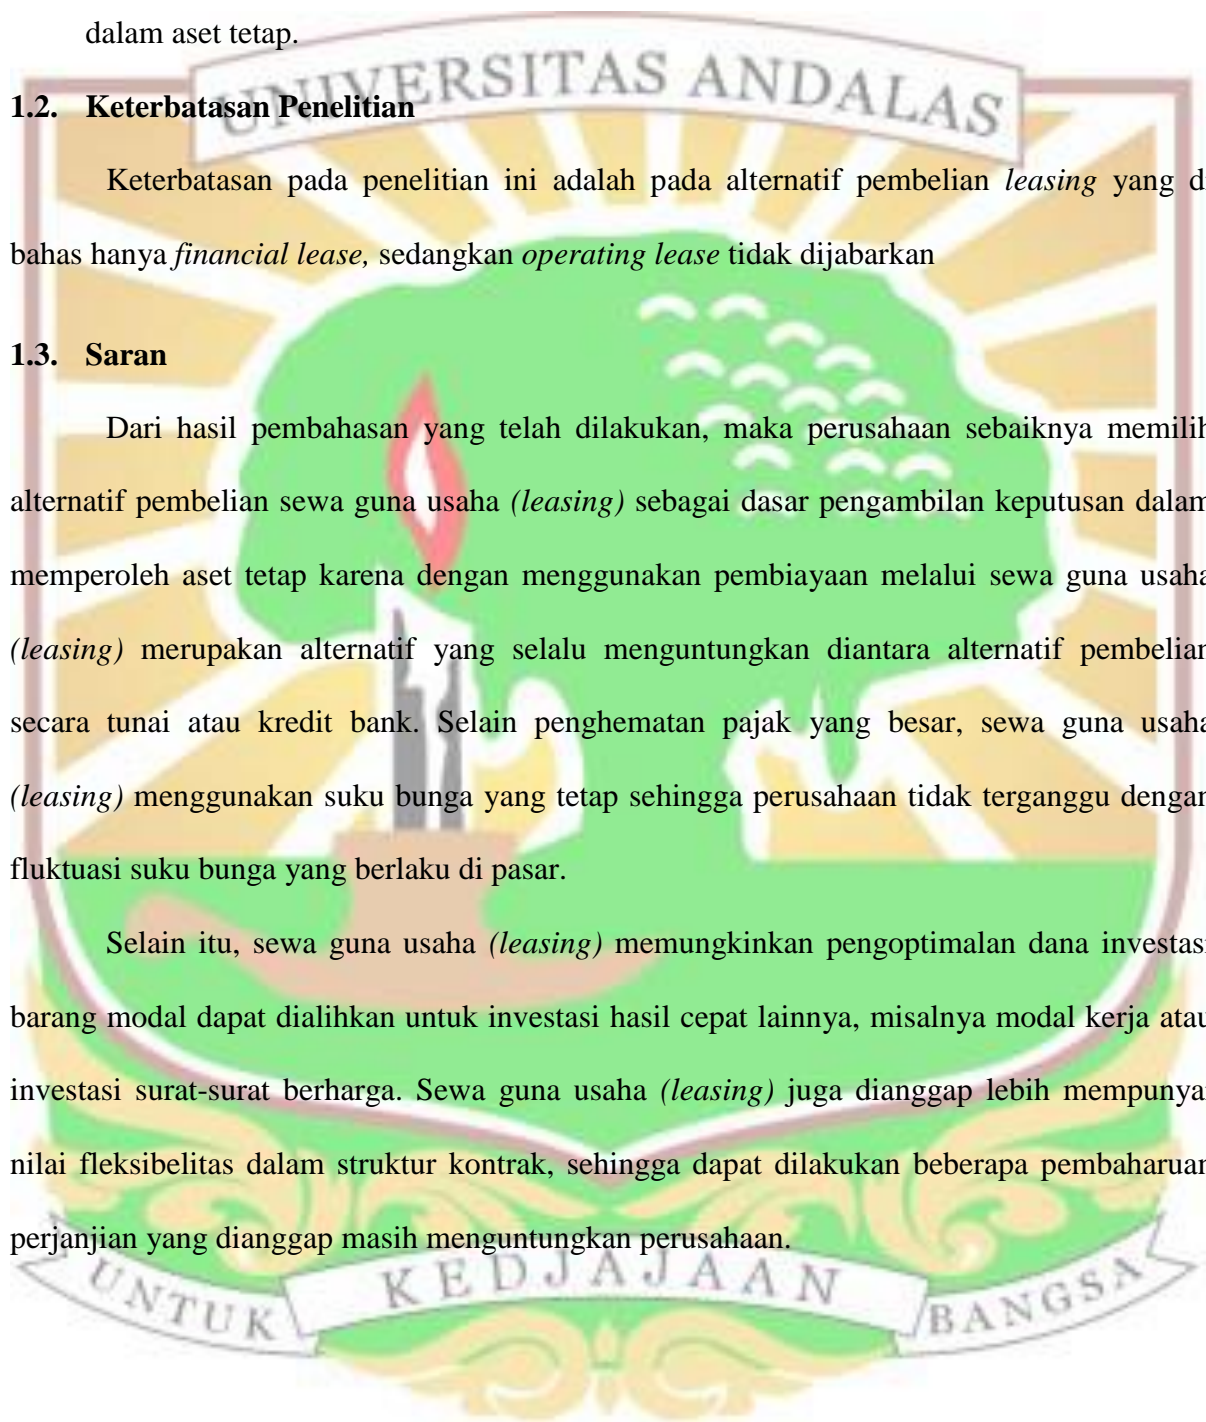 dalam aset tetap.
UNIVERSITAS ANDALAS
1.2. Keterbatasan Penelitian
Keterbatasan pada penelitian ini adalah pada alternatif pembelian leasing yang di
bahas hanya financial lease, sedangkan operating lease tidak dijabarkan
1.3. Saran
Dari hasil pembahasan yang telah dilakukan, maka perusahaan sebaiknya memilih
alternatif pembelian sewa guna usaha (leasing) sebagai dasar pengambilan keputusan dalam
memperoleh aset tetap karena dengan menggunakan pembiayaan melalui sewa guna usaha
(leasing) merupakan alternatif yang selalu menguntungkan diantara alternatif pembelian
secara tunai atau kredit bank. Selain penghematan pajak yang besar, sewa guna usaha
(leasing) menggunakan suku bunga yang tetap sehingga perusahaan tidak terganggu dengan
fluktuasi suku bunga yang berlaku di pasar.
Selain itu, sewa guna usaha (leasing) memungkinkan pengoptimalan dana investasi
barang modal dapat dialihkan untuk investasi hasil cepat lainnya, misalnya modal kerja atau
investasi surat-surat berharga. Sewa guna usaha (leasing) juga dianggap lebih mempunyai
nilai fleksibelitas dalam struktur kontrak, sehingga dapat dilakukan beberapa pembaharuan
perjanjian yang dianggap masih menguntungkan perusahaan.
UNTUK KEDJAJAAN BANGSA